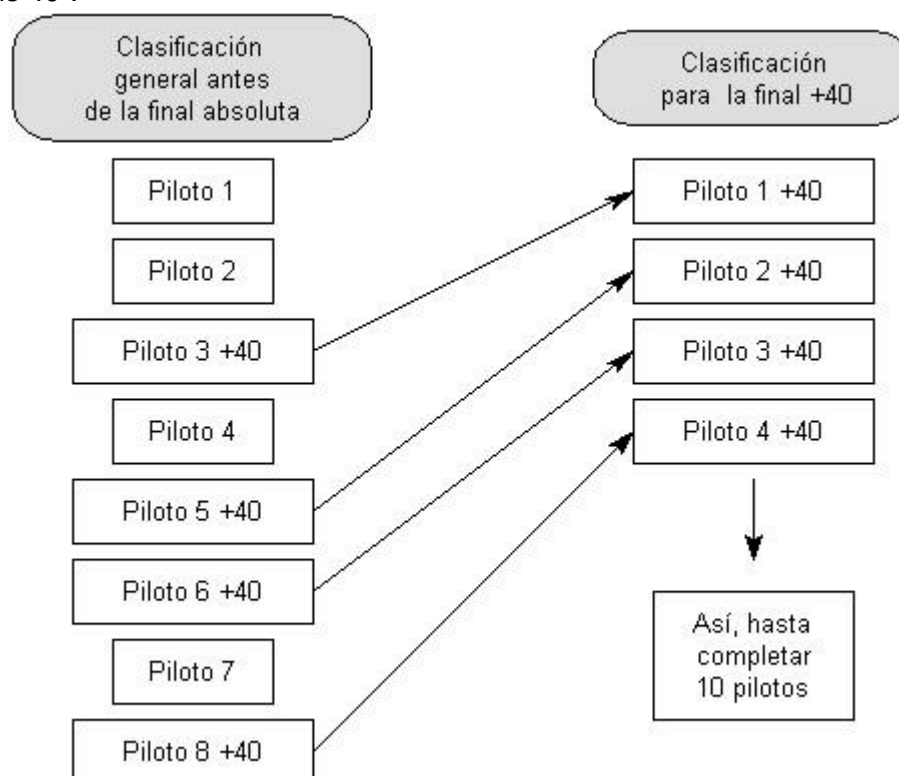 Clasificación
general antes
de la final absoluta
Piloto 1
Piloto 2
Piloto 3 +40
Piloto 4
Piloto 5 +40
Piloto 6 +40
Piloto 7
Piloto 8 +40
Clasificación
para la final +40
Piloto 1 +40
Piloto 2 +40
Piloto 3 +40
Piloto 4 +40
Así, hasta
completar
10 pilotos